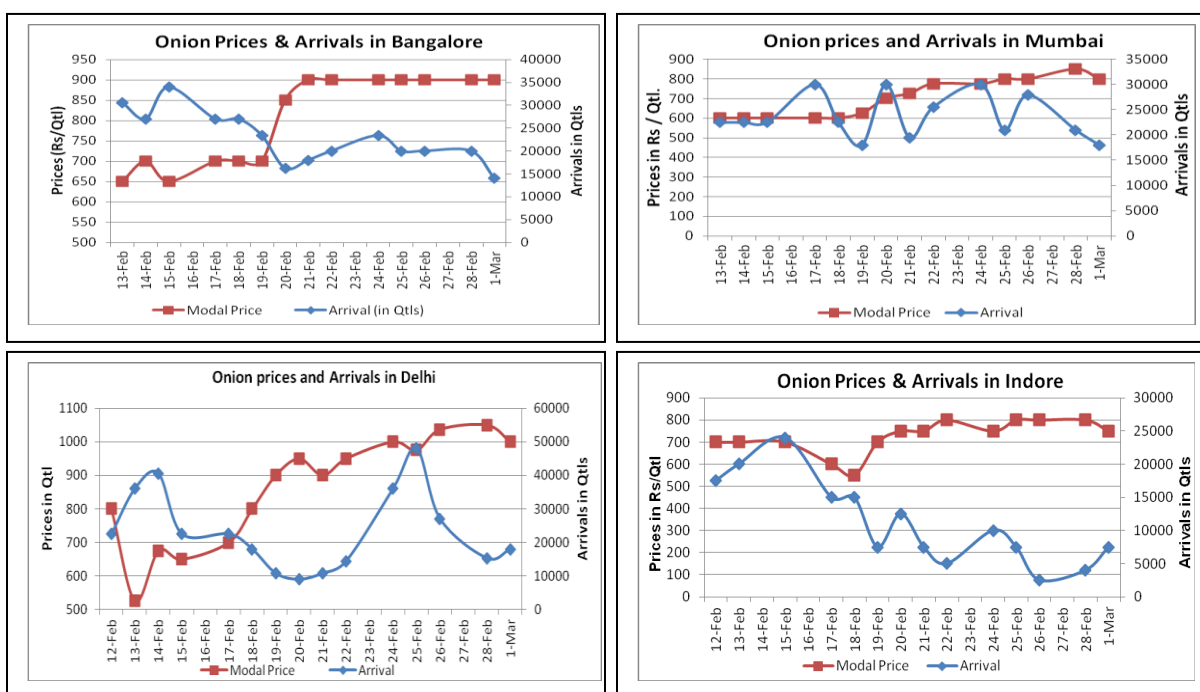 Onion Prices & Arrivals in Bangalore
Prices (Rs/Qtl)
950
900
850
800
750
700
650
600
550
500
40000
35000
30000
25000
20000
15000
10000
5000
0
Arrivals in Qtls
13-Feb
14-Feb
15-Feb
16-Feb
17-Feb
18-Feb
19-Feb
20-Feb
21-Feb
22-Feb
23-Feb
24-Feb
25-Feb
26-Feb
27-Feb
28-Feb
1-Mar
Modal Price Arrival (in Qtls)
Onion prices and Arrivals in Mumbai
Prices in Rs / Qtl.
900
800
700
600
500
400
300
200
100
0
35000
30000
25000
20000
15000
10000
5000
0
Arrivals in Qtls
13-Feb
14-Feb
15-Feb
16-Feb
17-Feb
18-Feb
19-Feb
20-Feb
21-Feb
22-Feb
23-Feb
24-Feb
25-Feb
26-Feb
27-Feb
28-Feb
1-Mar
Modal Price Arrival
Onion prices and Arrivals in Delhi
Prices in Qtl
1100
1000
900
800
700
600
500
60000
50000
40000
30000
20000
10000
0
Arrivals in Qtls
12-Feb
13-Feb
14-Feb
15-Feb
16-Feb
17-Feb
18-Feb
19-Feb
20-Feb
21-Feb
22-Feb
23-Feb
24-Feb
25-Feb
26-Feb
27-Feb
28-Feb
1-Mar
Modal Price Arrival
Onion Prices & Arrivals in Indore
Prices in Rs/Qtl
900
800
700
600
500
400
300
200
100
0
30000
25000
20000
15000
10000
5000
0
Arrivals in Qtls
12-Feb
13-Feb
14-Feb
15-Feb
16-Feb
17-Feb
18-Feb
19-Feb
20-Feb
21-Feb
22-Feb
23-Feb
24-Feb
25-Feb
26-Feb
27-Feb
28-Feb
1-Mar
Modal Price Arrival